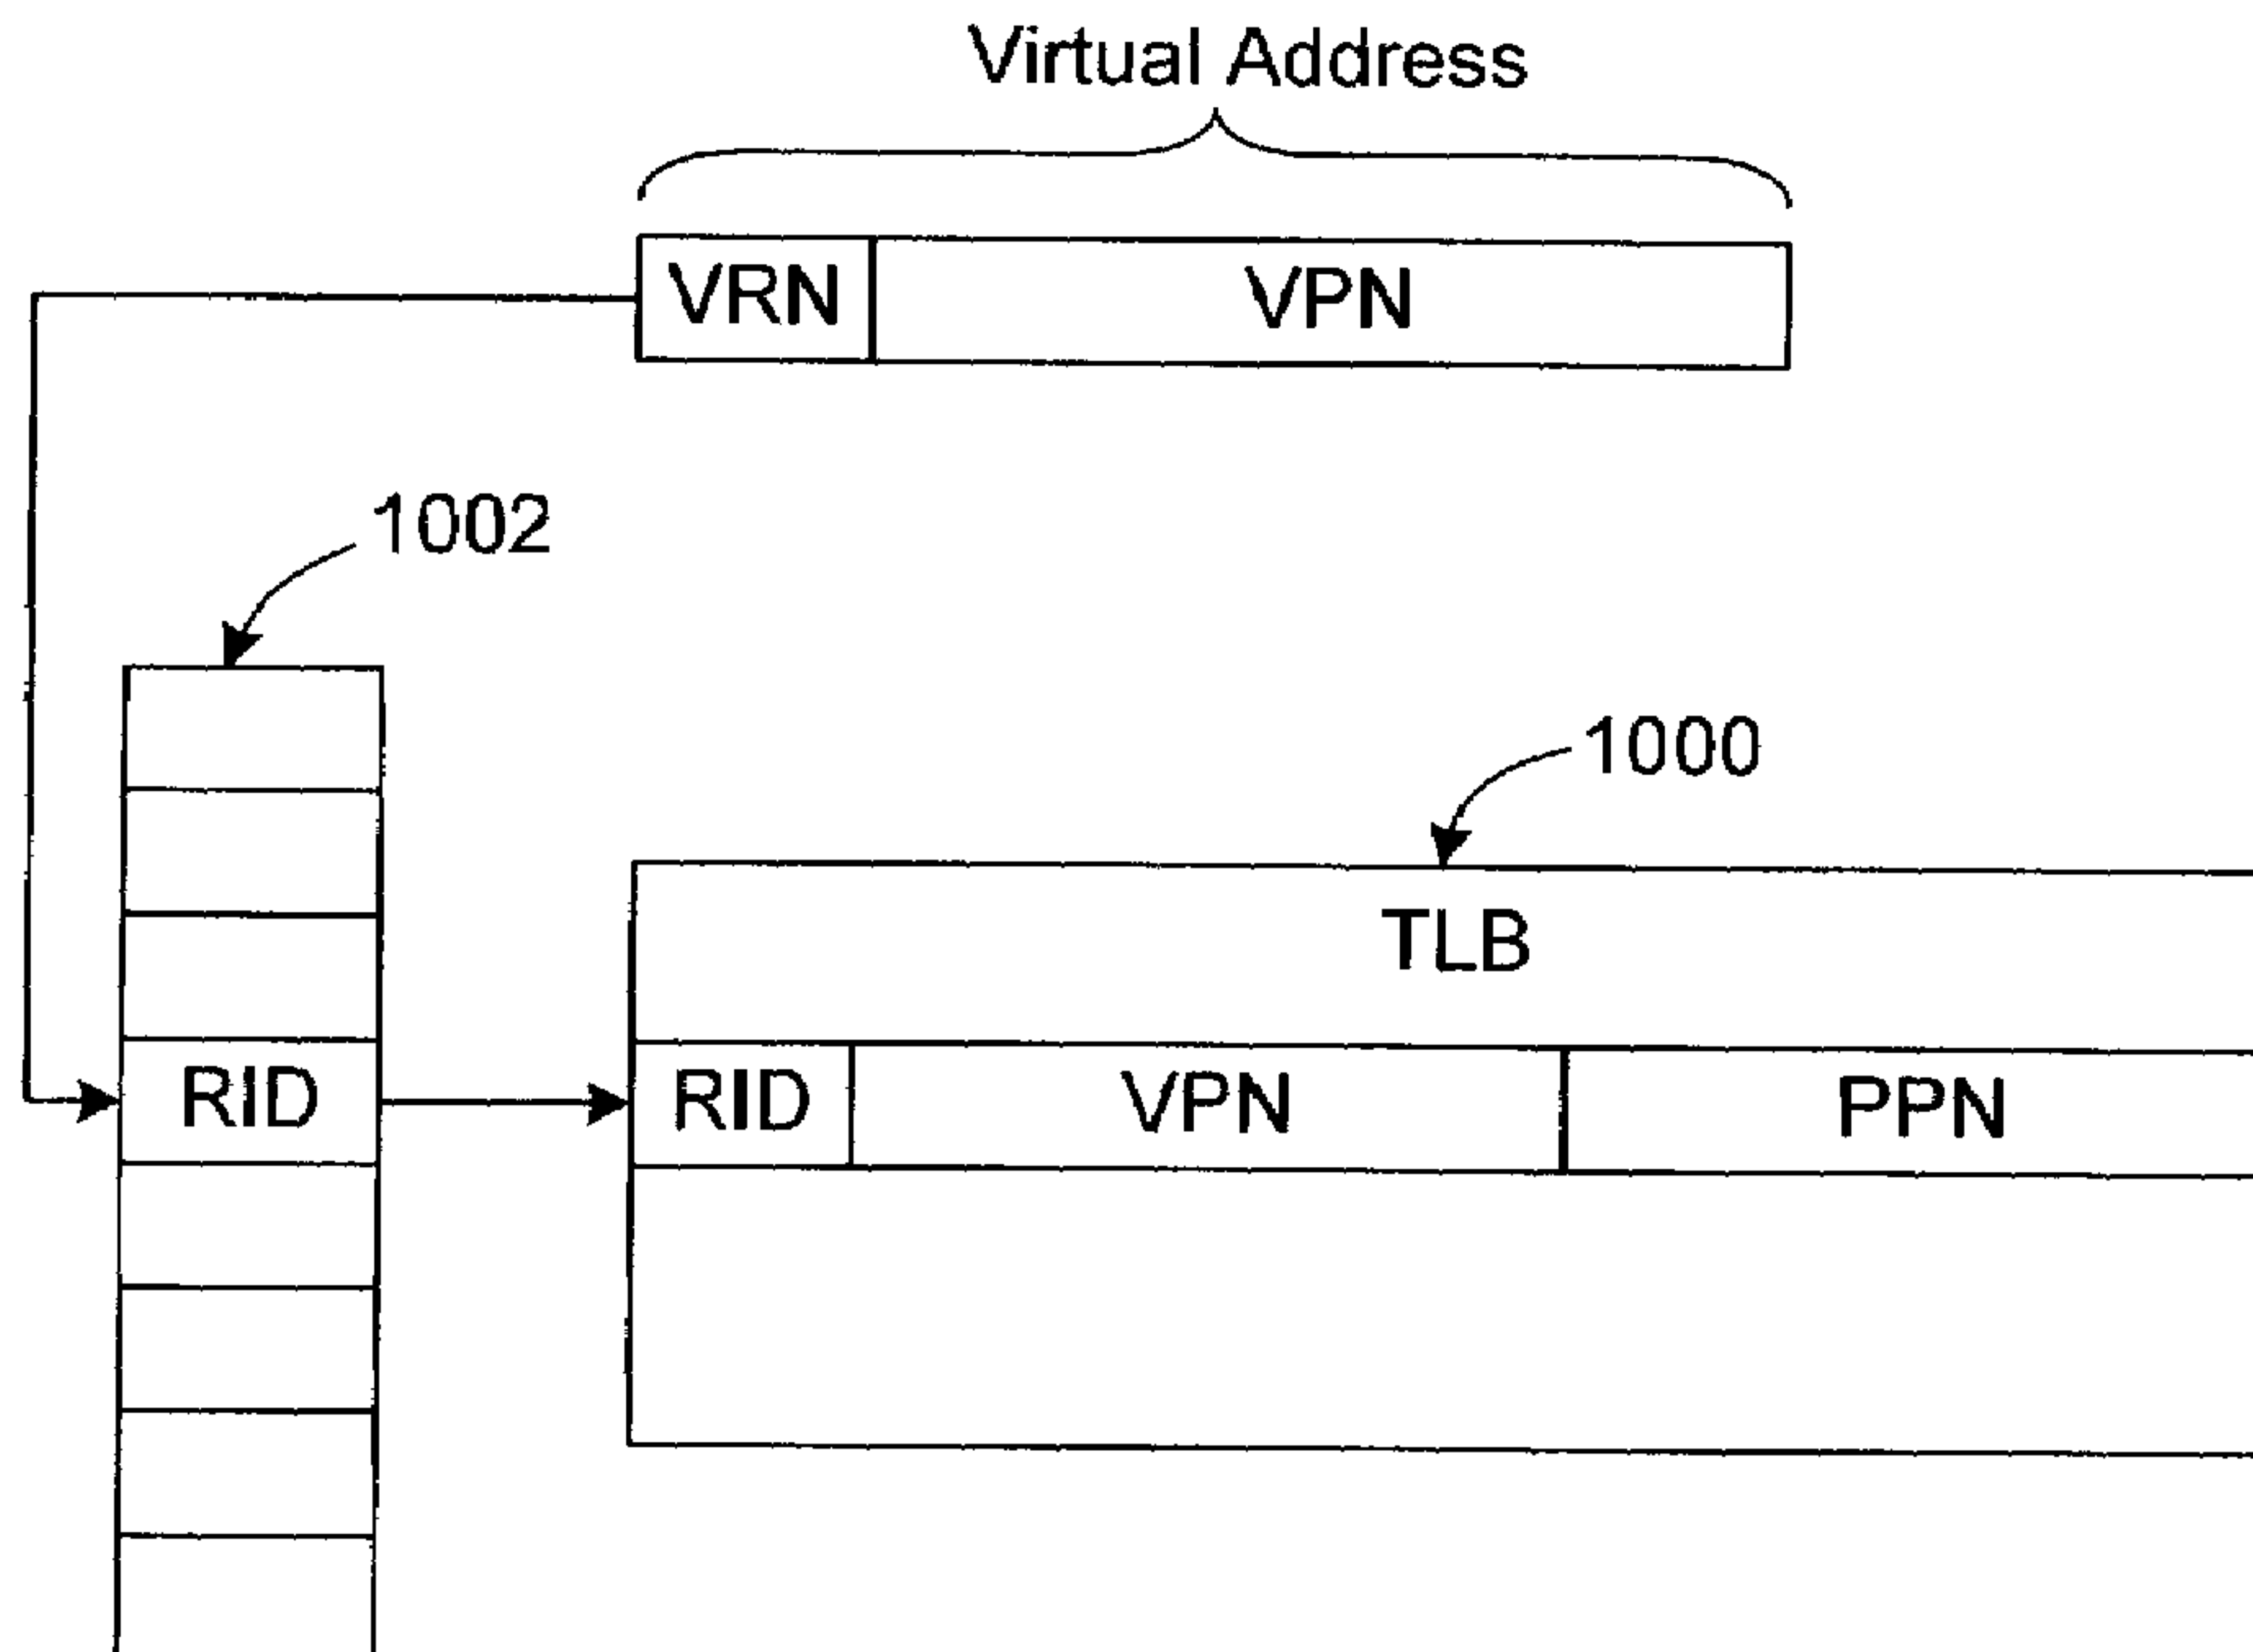 Virtual Address
VRN VPN
1002
1000
TLB
RID RID VPN PPN